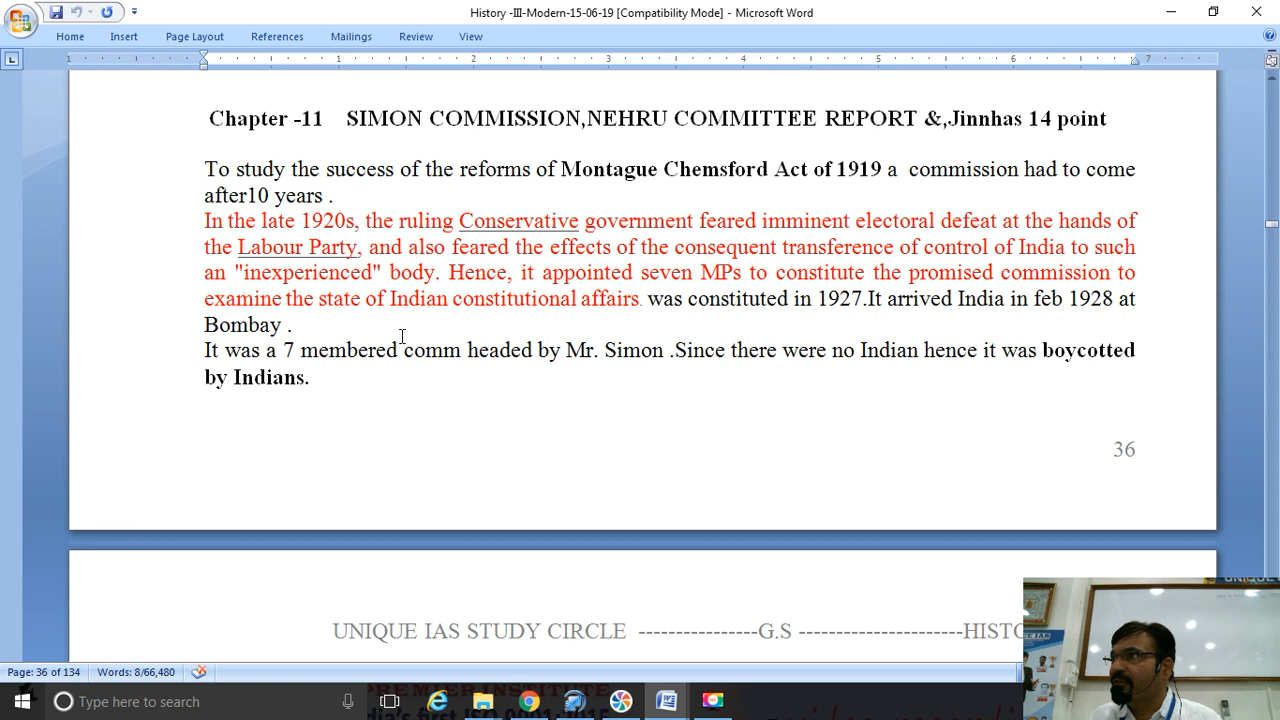 History -III-Modern-15-06-19 [Compatibility Mode] - Microsoft Word
Home Insert Page Layout References Mailings Review View
1 1 2 3 4 5 6 7
Chapter -11 SIMON COMMISSION,NEHRU COMMITTEE REPORT &,Jinnhas 14 point
To study the success of the reforms of Montague Chemsford Act of 1919 a commission had to come
after10 years .
In the late 1920s, the ruling Conservative government feared imminent electoral defeat at the hands of
the Labour Party, and also feared the effects of the consequent transference of control of India to such
an "inexperienced" body. Hence, it appointed seven MPs to constitute the promised commission to
examine the state of Indian constitutional affairs. was constituted in 1927.It arrived India in feb 1928 at
Bombay .
It was a 7 membered comm headed by Mr. Simon .Since there were no Indian hence it was boycotted
by Indians.
36
UNIQUE IAS STUDY CIRCLE ----------------G.S ----------------------HISTO
Page: 36 of 134 Words: 8/66,480
Type here to search